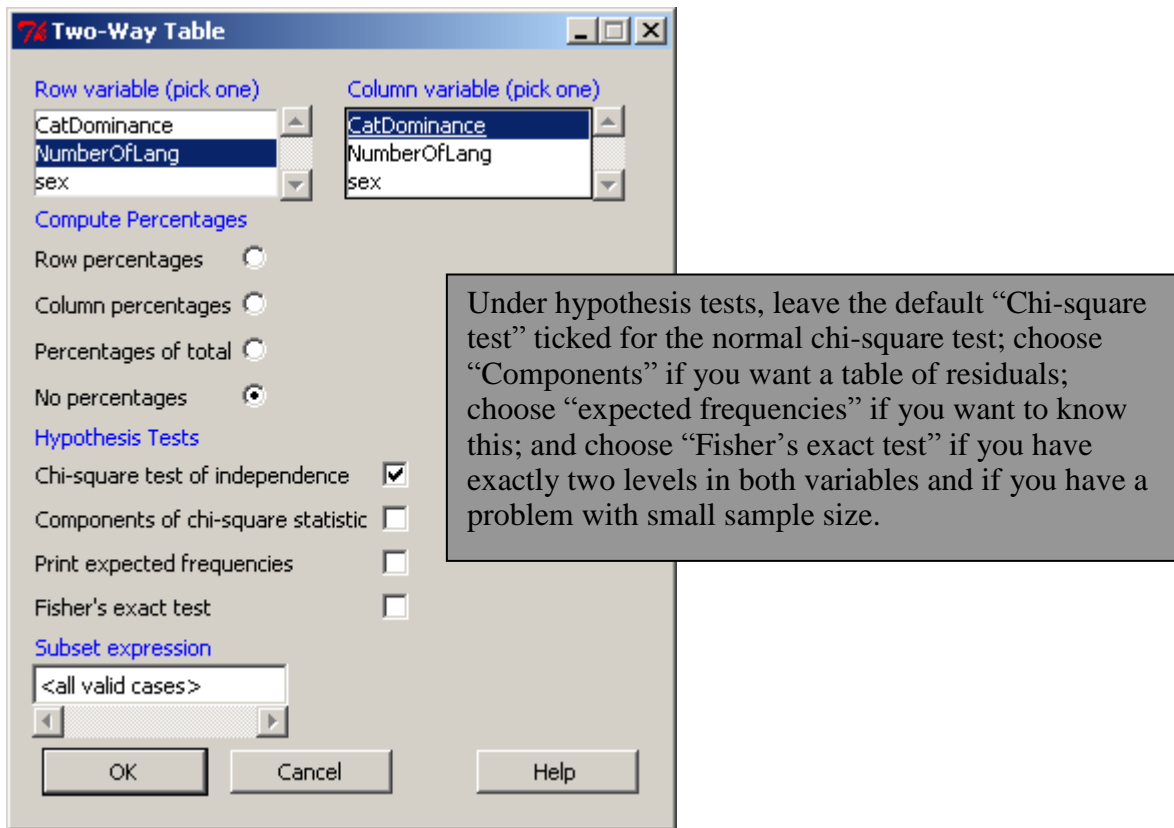 Two-Way Table
Row variable (pick one)
Column variable (pick one)
CatDominance
NumberOfLang
sex
CatDominance
NumberOfLang
sex
Compute Percentages
Row percentages
Column percentages
Percentages of total
No percentages
Hypothesis Tests
Chi-square test of independence
Components of chi-square statistic
Print expected frequencies
Fisher's exact test
Subset expression
<all valid cases>
OK
Cancel
Help
Under hypothesis tests, leave the default “Chi-square
test” ticked for the normal chi-square test; choose
“Components” if you want a table of residuals;
choose “expected frequencies” if you want to know
this; and choose “Fisher’s exact test” if you have
exactly two levels in both variables and if you have a
problem with small sample size.